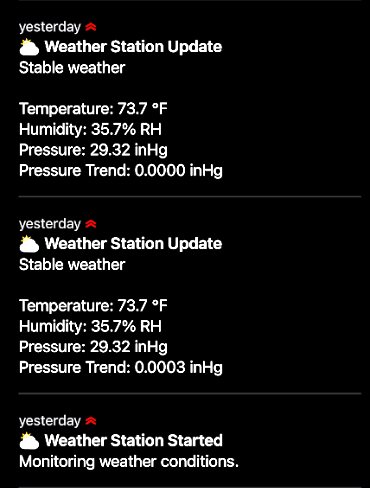 yesterday
Weather Station Update
Stable weather
Temperature: 73.7 °F
Humidity: 35.7% RH
Pressure: 29.32 inHg
Pressure Trend: 0.0000 inHg
yesterday
Weather Station Update
Stable weather
Temperature: 73.7 °F
Humidity: 35.7% RH
Pressure: 29.32 inHg
Pressure Trend: 0.0003 inHg
yesterday
Weather Station Started
Monitoring weather conditions.